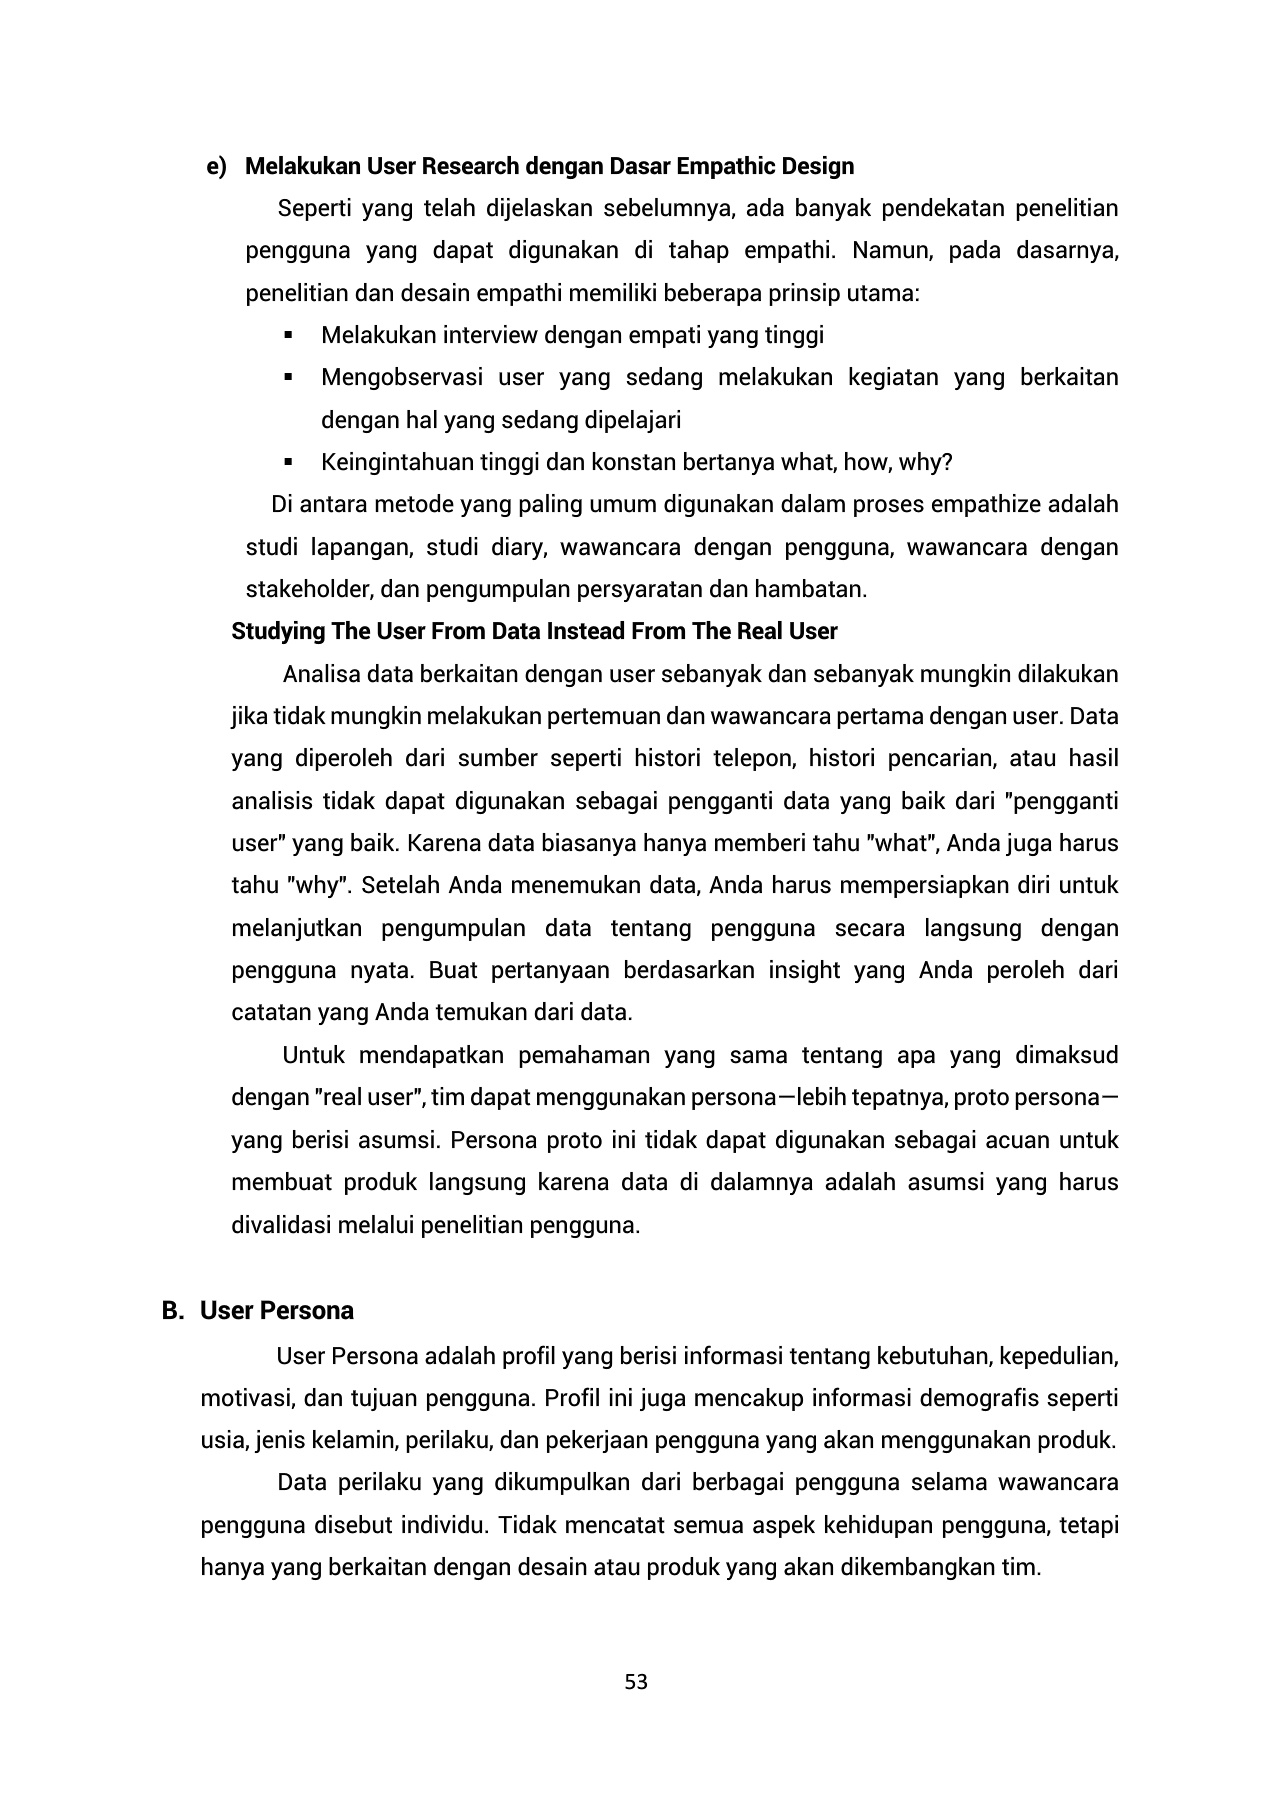 e) Melakukan User Research dengan Dasar Empathic Design
Seperti yang telah dijelaskan sebelumnya, ada banyak pendekatan penelitian
pengguna yang dapat digunakan di tahap empathi. Namun, pada dasarnya,
penelitian dan desain empathi memiliki beberapa prinsip utama:
▪ Melakukan interview dengan empati yang tinggi
▪ Mengobservasi user yang sedang melakukan kegiatan yang berkaitan
dengan hal yang sedang dipelajari
▪ Keingintahuan tinggi dan konstan bertanya what, how, why?
Di antara metode yang paling umum digunakan dalam proses empathize adalah
studi lapangan, studi diary, wawancara dengan pengguna, wawancara dengan
stakeholder, dan pengumpulan persyaratan dan hambatan.
Studying The User From Data Instead From The Real User
Analisa data berkaitan dengan user sebanyak dan sebanyak mungkin dilakukan
jika tidak mungkin melakukan pertemuan dan wawancara pertama dengan user. Data
yang diperoleh dari sumber seperti histori telepon, histori pencarian, atau hasil
analisis tidak dapat digunakan sebagai pengganti data yang baik dari "pengganti
user" yang baik. Karena data biasanya hanya memberi tahu "what", Anda juga harus
tahu "why". Setelah Anda menemukan data, Anda harus mempersiapkan diri untuk
melanjutkan pengumpulan data tentang pengguna secara langsung dengan
pengguna nyata. Buat pertanyaan berdasarkan insight yang Anda peroleh dari
catatan yang Anda temukan dari data.
Untuk mendapatkan pemahaman yang sama tentang apa yang dimaksud
dengan "real user", tim dapat menggunakan persona—lebih tepatnya, proto persona—
yang berisi asumsi. Persona proto ini tidak dapat digunakan sebagai acuan untuk
membuat produk langsung karena data di dalamnya adalah asumsi yang harus
divalidasi melalui penelitian pengguna.
B. User Persona
User Persona adalah profil yang berisi informasi tentang kebutuhan, kepedulian,
motivasi, dan tujuan pengguna. Profil ini juga mencakup informasi demografis seperti
usia, jenis kelamin, perilaku, dan pekerjaan pengguna yang akan menggunakan produk.
Data perilaku yang dikumpulkan dari berbagai pengguna selama wawancara
pengguna disebut individu. Tidak mencatat semua aspek kehidupan pengguna, tetapi
hanya yang berkaitan dengan desain atau produk yang akan dikembangkan tim.
53